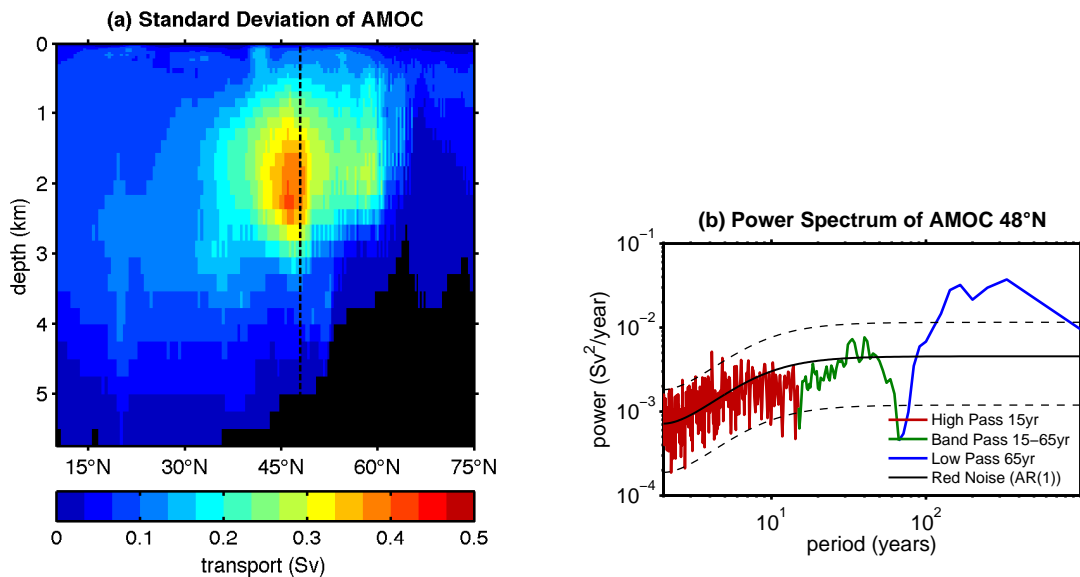 (a) Standard Deviation of AMOC
0
1
2
3
4
5
depth (km)
15°N 30°N 45°N 60°N 75°N
0 0.1 0.2 0.3 0.4 0.5
transport (Sv)
(b) Power Spectrum of AMOC 48°N
10⁻¹
10⁻²
10⁻³
10⁻⁴
power (Sv²/year)
High Pass 15yr
Band Pass 15−65yr
Low Pass 65yr
Red Noise (AR(1))
10¹ 10²
period (years)